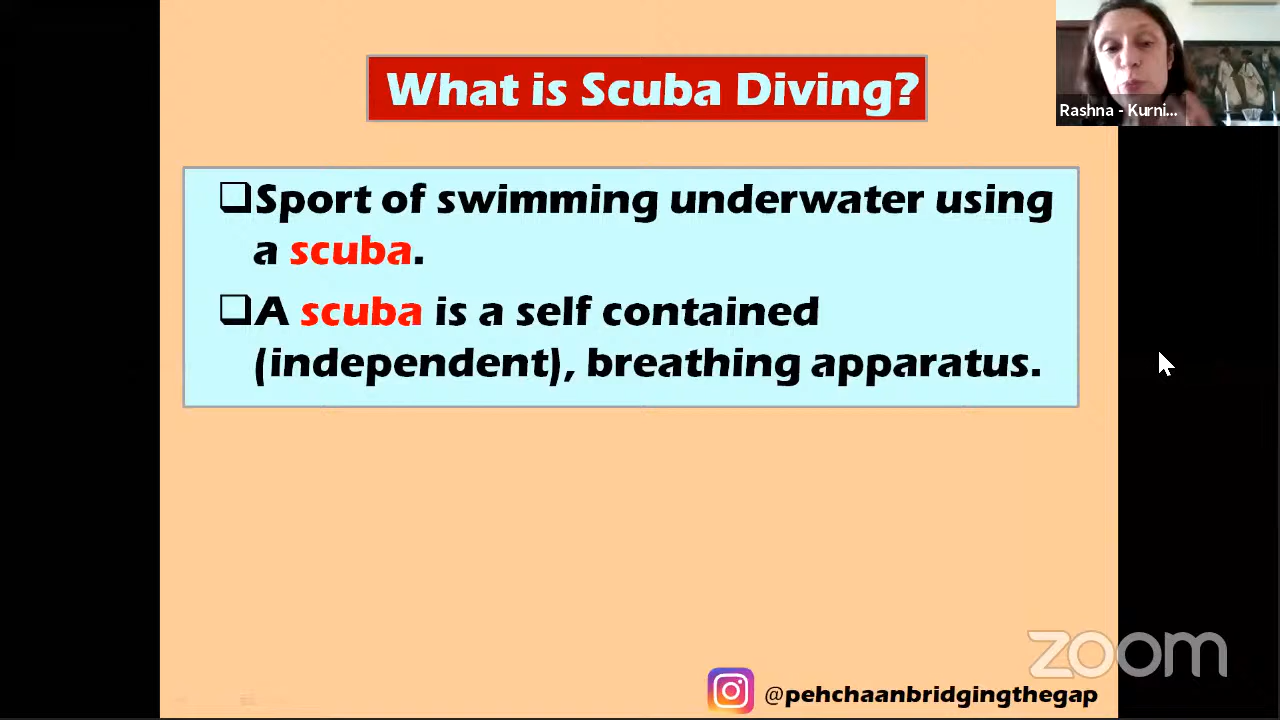 What is Scuba Diving?
Rashna - Kurni...
Sport of swimming underwater using
a scuba.
A scuba is a self contained
(independent), breathing apparatus.
zoom
@pehchaanbridgingthegap